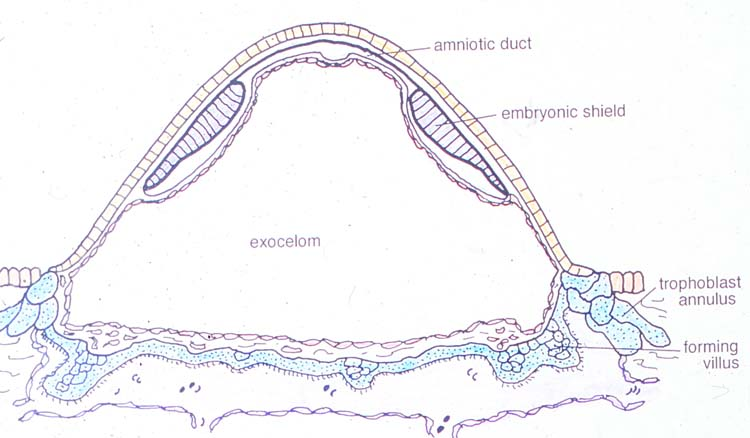 amniotic duct
embryonic shield
exocelom
trophoblast
annulus
forming
villus